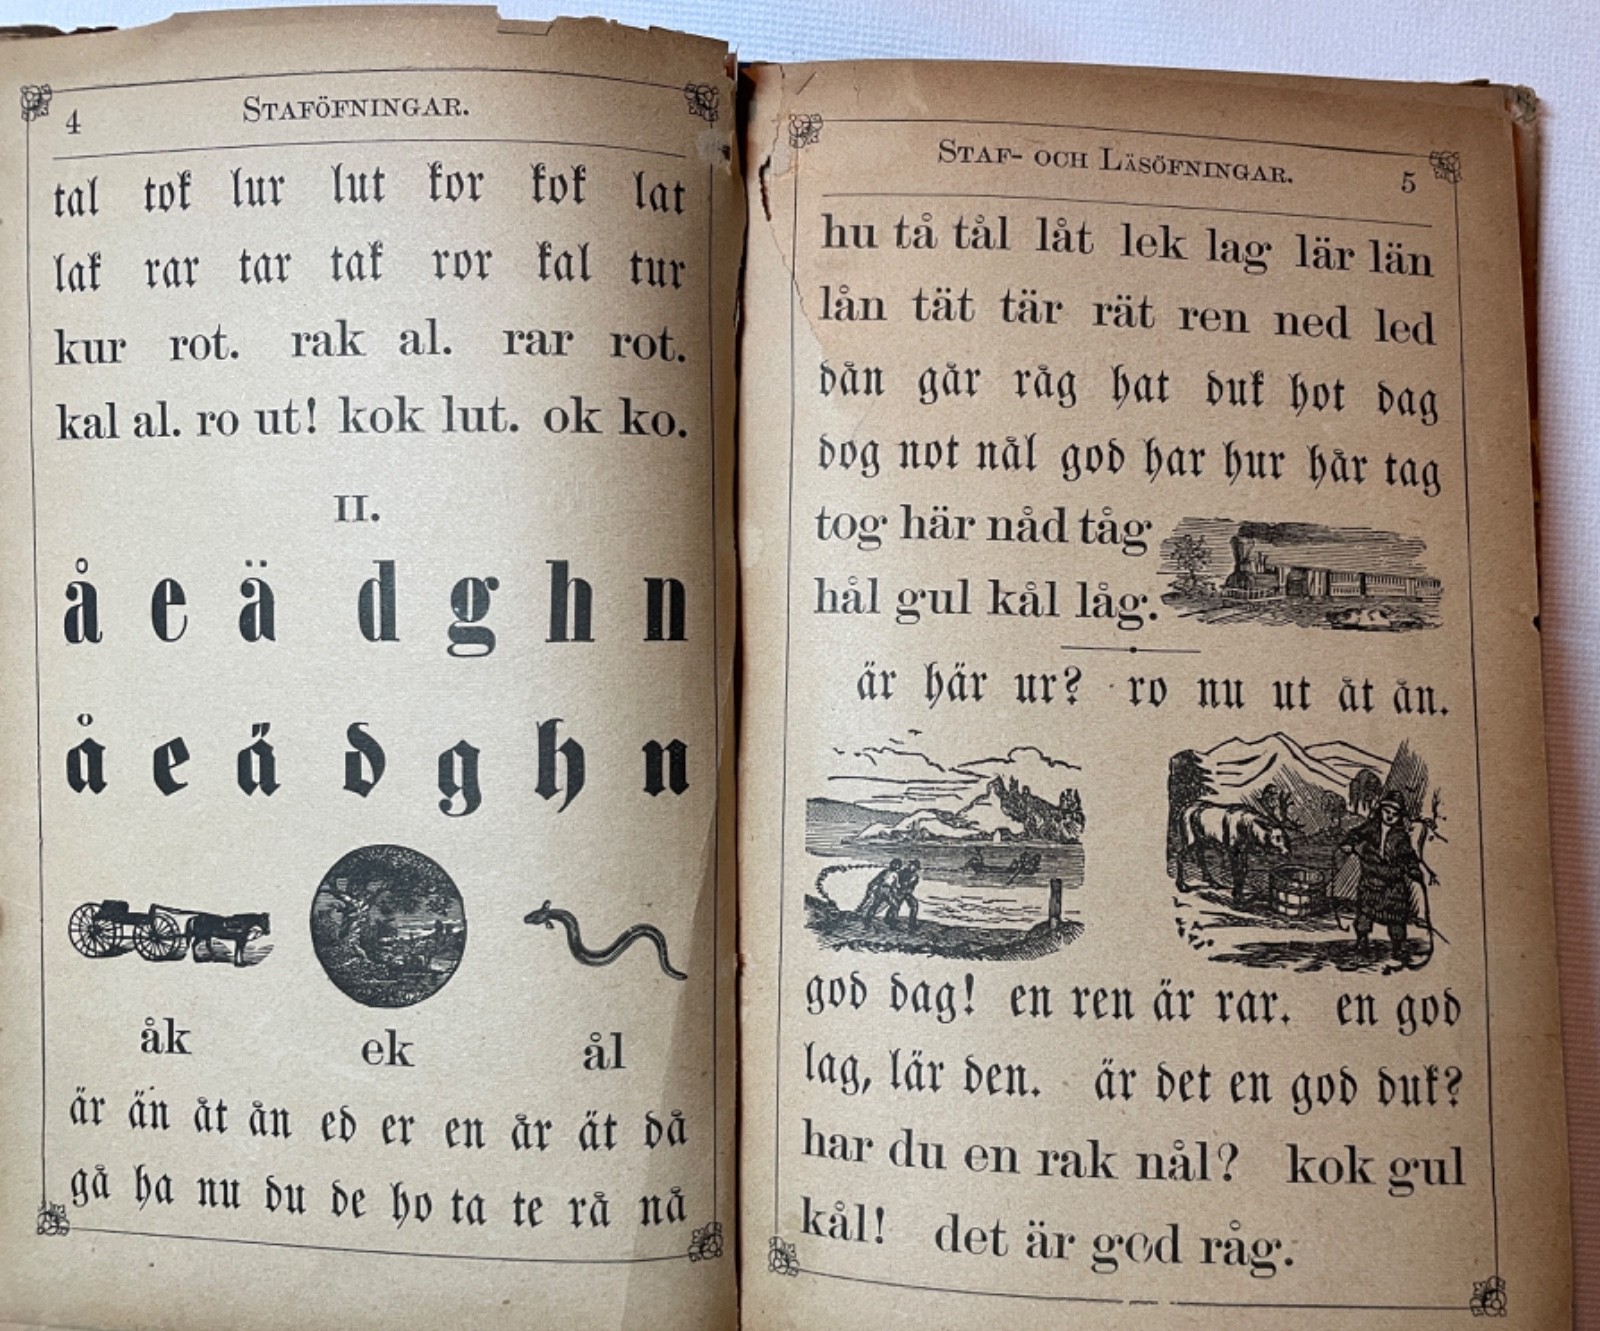 4 STAFÖFNINGAR.
tal tok lur lut kor kok lat
lak rar tar tak ror kal tur
kur rot. rak al. rar rot.
kal al. ro ut! kok lut. ok ko.
II.
å e ä d g h n
å e ä d g h n
åk ek ål
är än åt ån ed er en år ät då
gå ha nu du de ho ta te rå nå
STAF- OCH LÄSÖFNINGAR. 5
hu tå tål låt lek lag lär län
lån tät tär rät ren ned led
dån går råg hat duk hot dag
dog not nål god har hur hår tag
tog här nåd tåg
hål gul kål låg.
är här ur? ro nu ut åt ån.
god dag! en ren är rar. en god
lag, lär den. är det en god duk?
har du en rak nål? kok gul
kål! det är god råg.